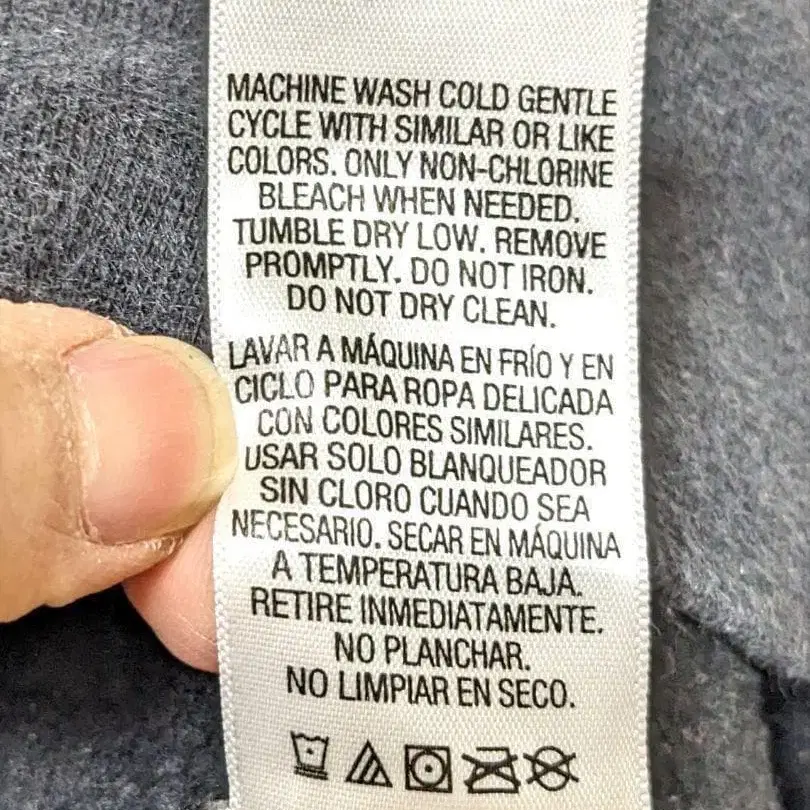 MACHINE WASH COLD GENTLE
CYCLE WITH SIMILAR OR LIKE
COLORS. ONLY NON-CHLORINE
BLEACH WHEN NEEDED.
TUMBLE DRY LOW. REMOVE
PROMPTLY. DO NOT IRON.
DO NOT DRY CLEAN.
LAVAR A MÁQUINA EN FRÍO Y EN
CICLO PARA ROPA DELICADA
CON COLORES SIMILARES.
USAR SOLO BLANQUEADOR
SIN CLORO CUANDO SEA
NECESARIO. SECAR EN MÁQUINA
A TEMPERATURA BAJA.
RETIRE INMEDIATAMENTE.
NO PLANCHAR.
NO LIMPIAR EN SECO.